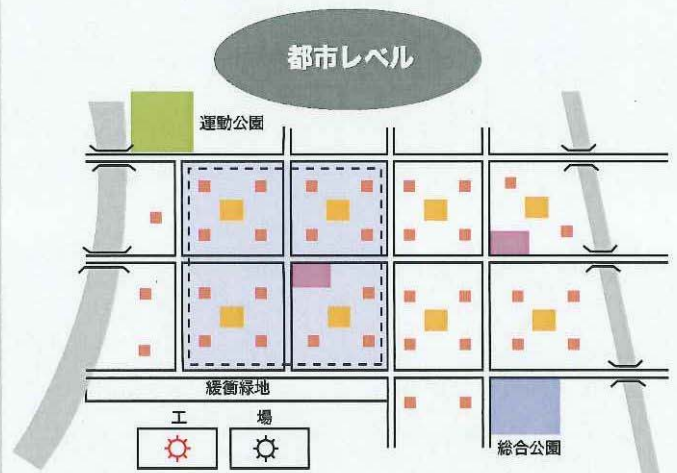 都市レベル
運動公園
緩衝緑地
工 場
総合公園